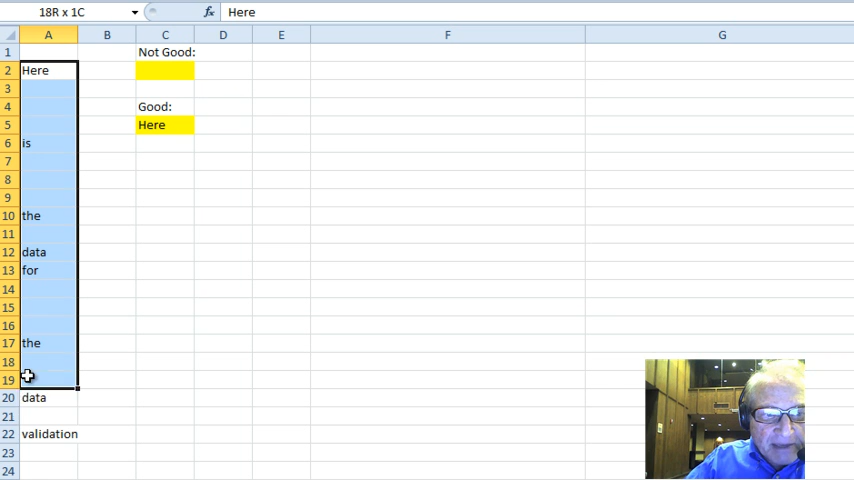 18R x 1C fx Here
A B C D E F G
1 Not Good:
2 Here
3
4 Good:
5 Here
6 is
7
8
9
10 the
11
12 data
13 for
14
15
16
17 the
18
19
20 data
21
22 validation
23
24